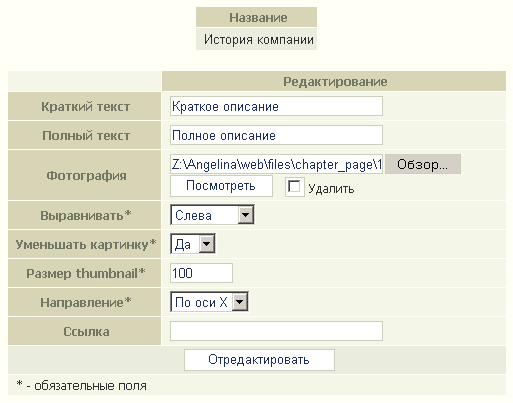 Название
История компании
Редактирование
Краткий текст Краткое описание
Полный текст Полное описание
Фотография Z:\Angelina\web\files\chapter_page\1 Обзор...
Посмотреть Удалить
Выравнивать* Слева
Уменьшать картинку* Да
Размер thumbnail* 100
Направление* По оси X
Ссылка
Отредактировать
* - обязательные поля